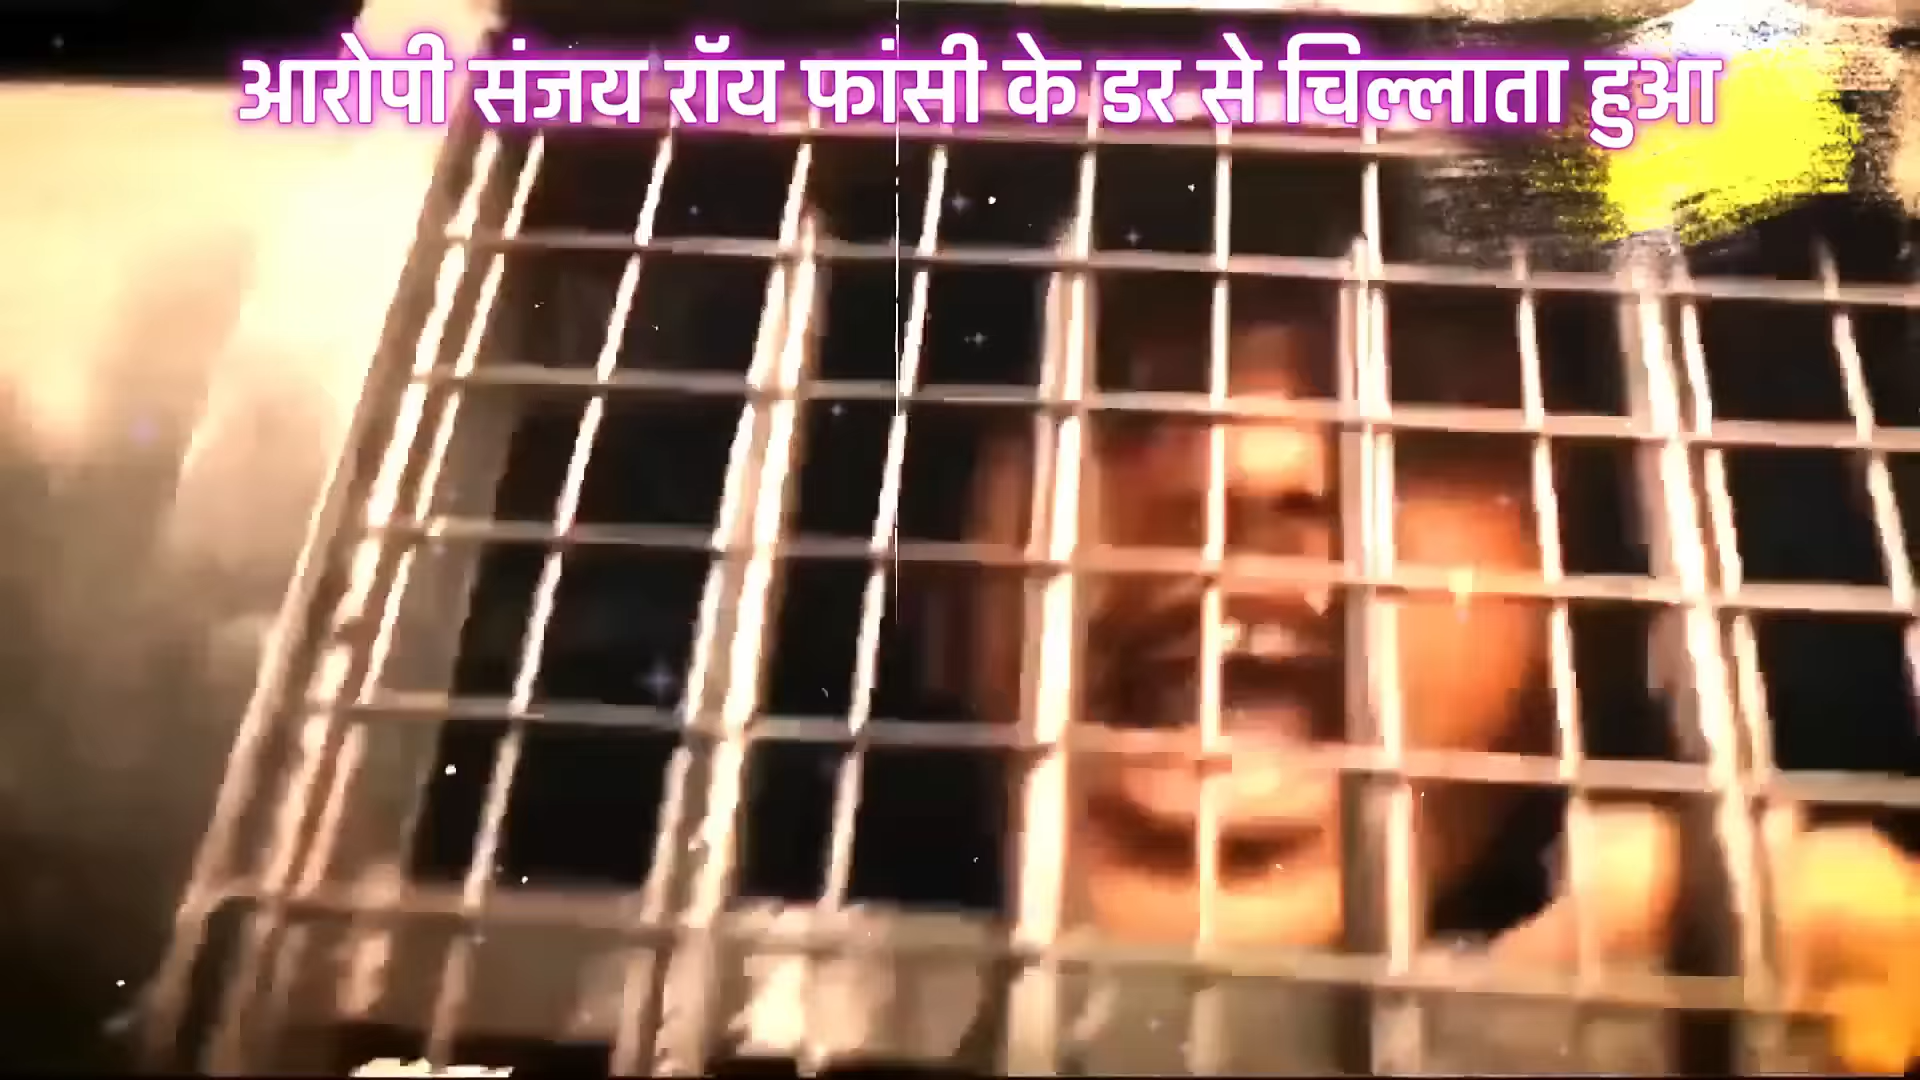 आरोपी संजय रॉय फांसी के डर से चिल्लाता हुआ